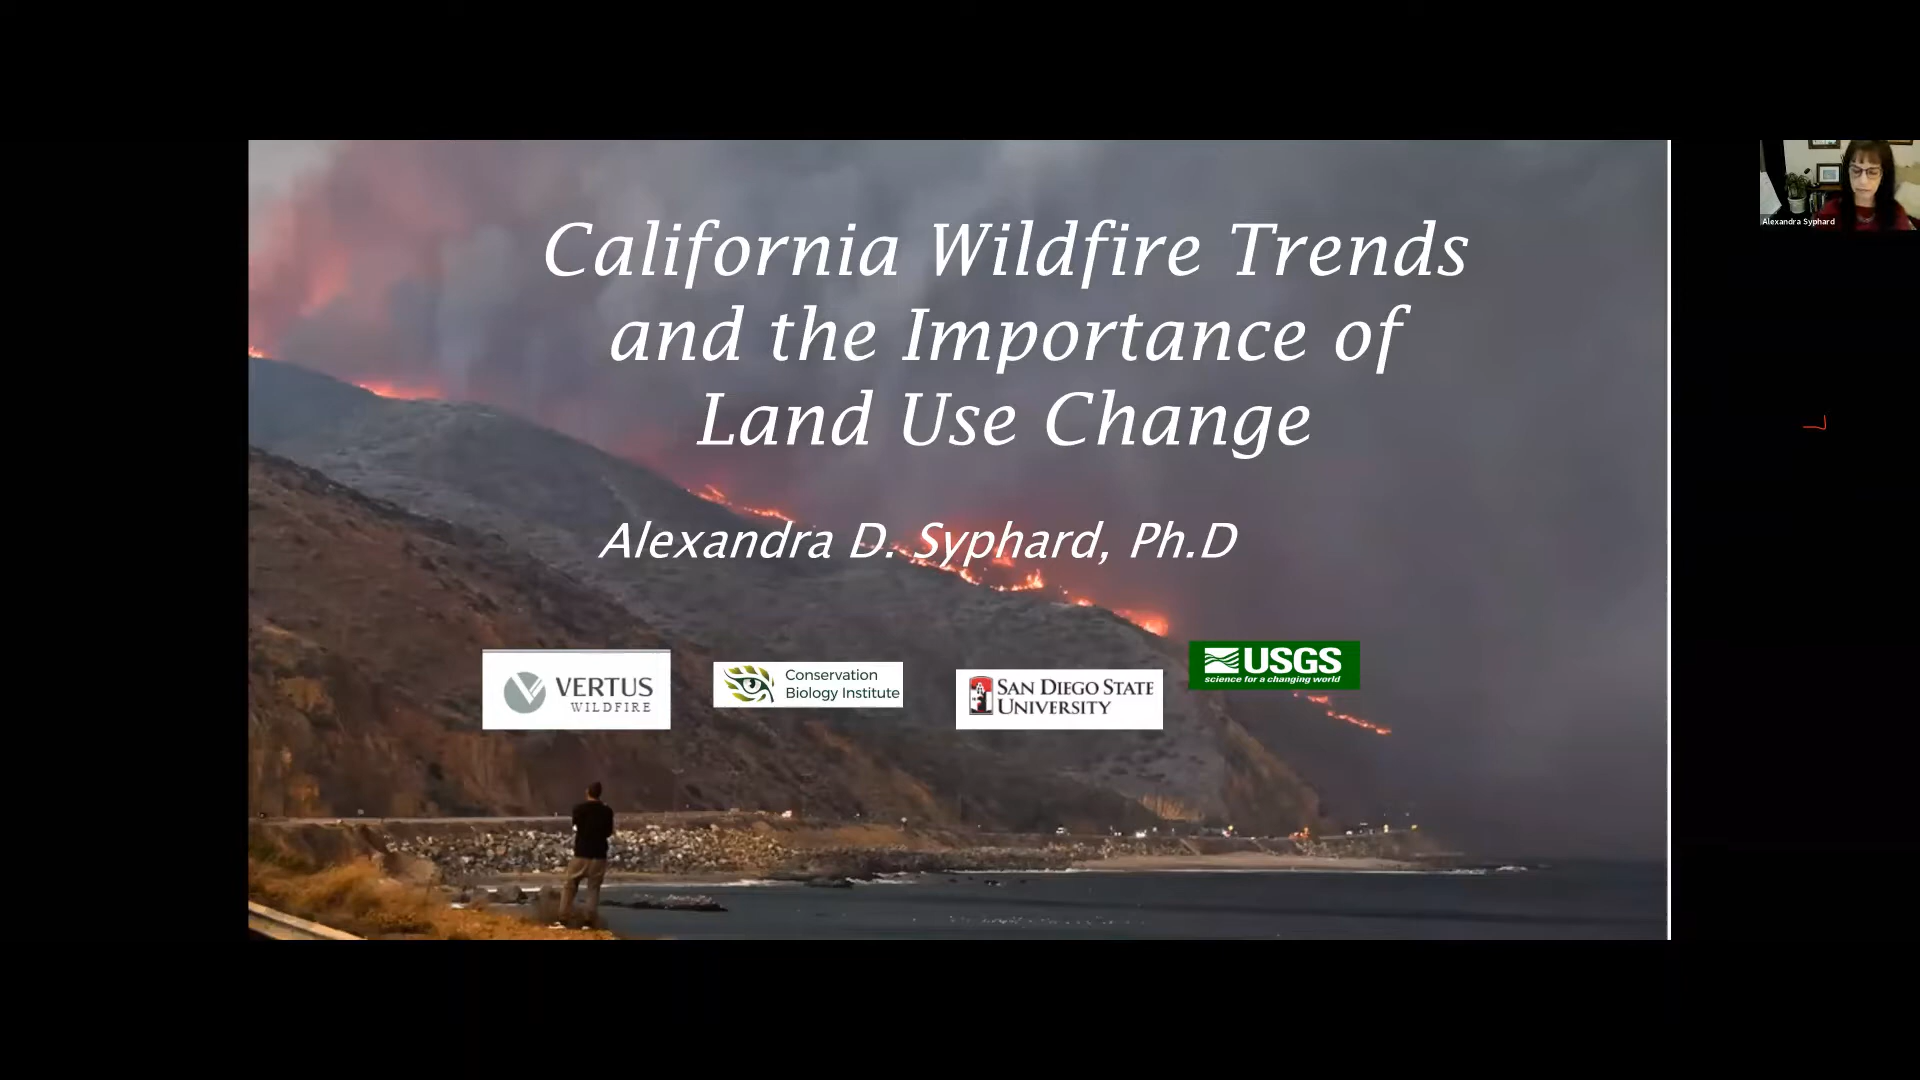 California Wildfire Trends
and the Importance of
Land Use Change
Alexandra D. Syphard, Ph.D
VERTUS
WILDFIRE
Conservation
Biology Institute
SAN DIEGO STATE
UNIVERSITY
USGS
science for a changing world
Alexandra Syphard